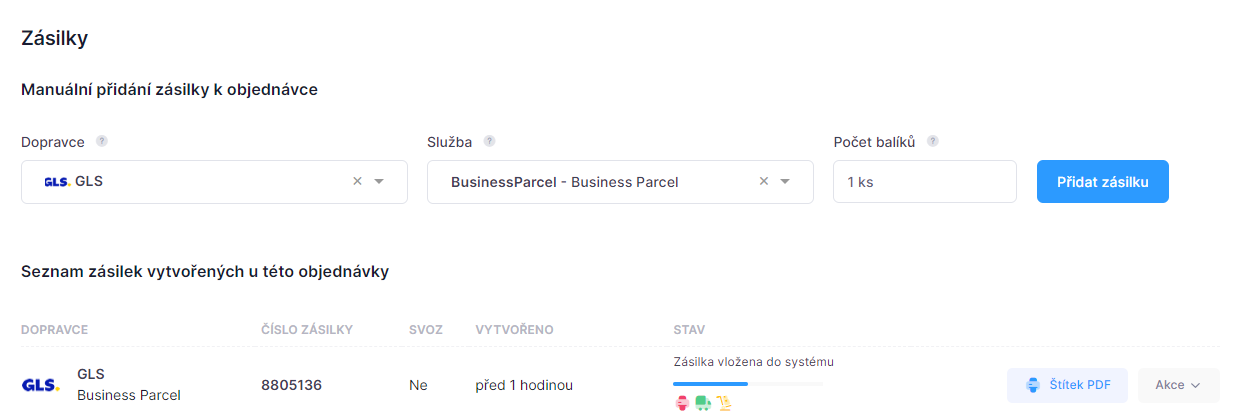 Zásilky
Manuální přidání zásilky k objednávce
Dopravce ? Služba ? Počet balíků ?
GLS. GLS × BusinessParcel - Business Parcel × 1 ks Přidat zásilku
Seznam zásilek vytvořených u této objednávky
DOPRAVCE ČÍSLO ZÁSILKY SVOZ VYTVOŘENO STAV
Zásilka vložena do systému
GLS. GLS 8805136 Ne před 1 hodinou Štítek PDF Akce
Business Parcel